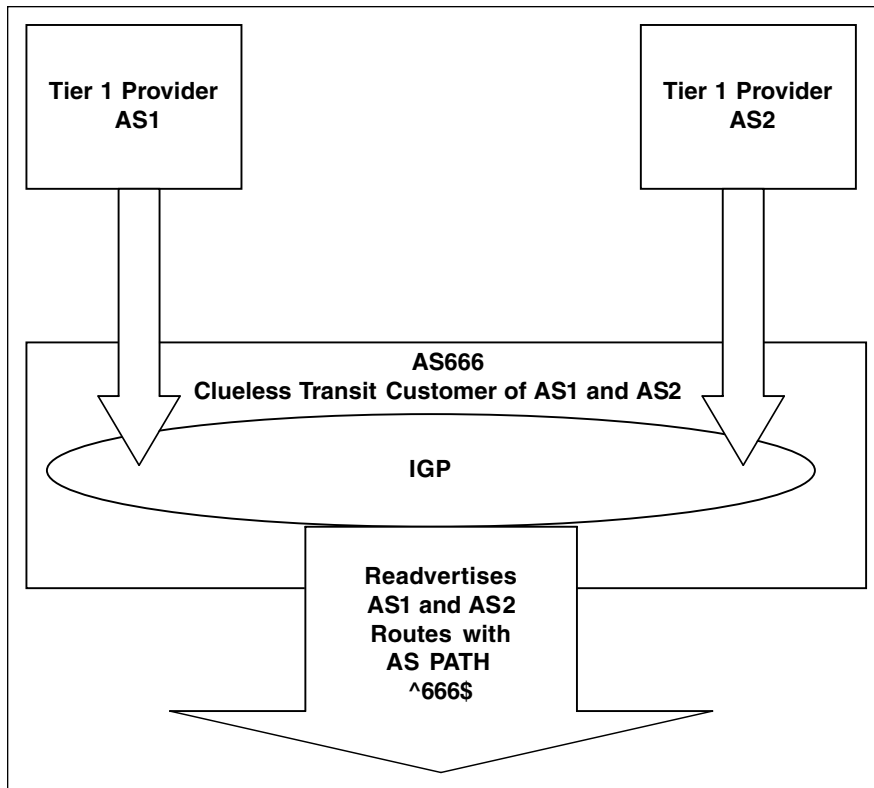 Tier 1 Provider
AS1
Tier 1 Provider
AS2
AS666
Clueless Transit Customer of AS1 and AS2
IGP
Readvertises
AS1 and AS2
Routes with
AS PATH
^666$